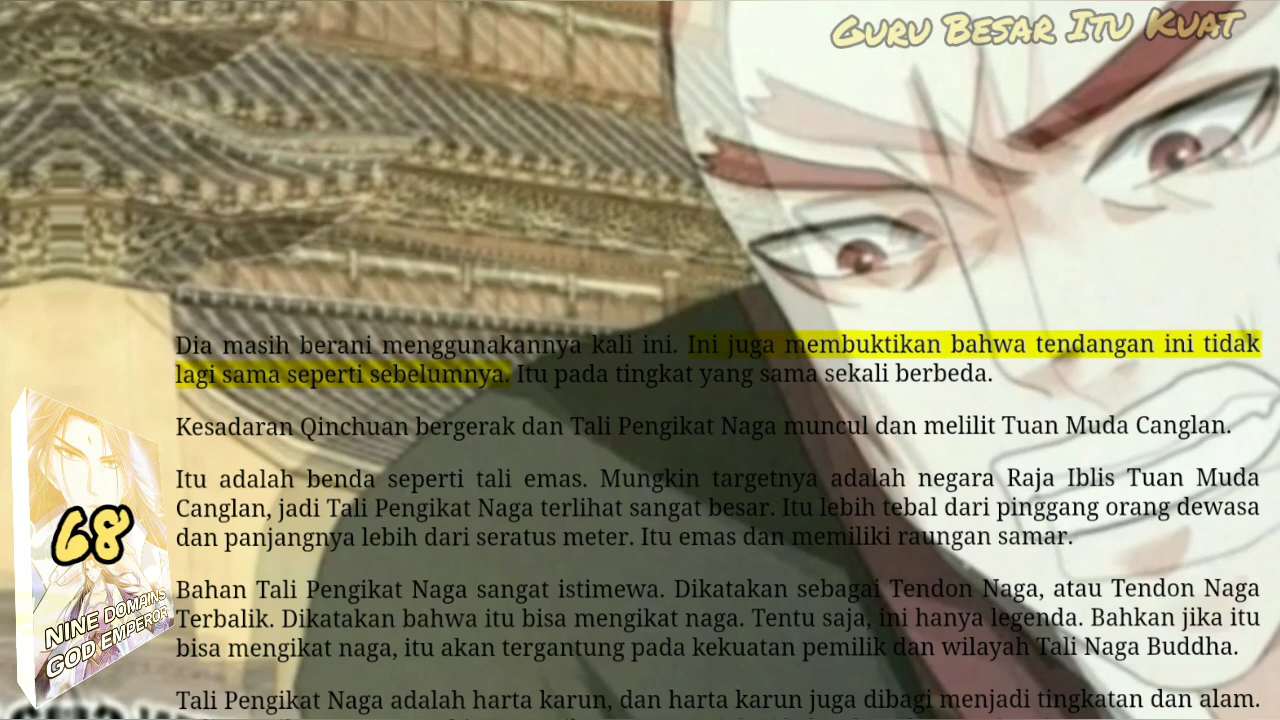 Guru Besar Itu Kuat
Dia masih berani menggunakannya kali ini. Ini juga membuktikan bahwa tendangan ini tidak
lagi sama seperti sebelumnya. Itu pada tingkat yang sama sekali berbeda.
Kesadaran Qinchuan bergerak dan Tali Pengikat Naga muncul dan melilit Tuan Muda Canglan.
Itu adalah benda seperti tali emas. Mungkin targetnya adalah negara Raja Iblis Tuan Muda
Canglan, jadi Tali Pengikat Naga terlihat sangat besar. Itu lebih tebal dari pinggang orang dewasa
dan panjangnya lebih dari seratus meter. Itu emas dan memiliki raungan samar.
Bahan Tali Pengikat Naga sangat istimewa. Dikatakan sebagai Tendon Naga, atau Tendon Naga
Terbalik. Dikatakan bahwa itu bisa mengikat naga. Tentu saja, ini hanya legenda. Bahkan jika itu
bisa mengikat naga, itu akan tergantung pada kekuatan pemilik dan wilayah Tali Naga Buddha.
Tali Pengikat Naga adalah harta karun, dan harta karun juga dibagi menjadi tingkatan dan alam.
68
NINE DOMAINS
GOD EMPEROR